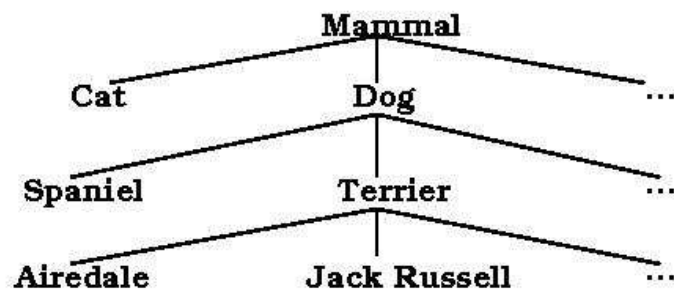 Mammal
Cat Dog ...
Spaniel Terrier ...
Airedale Jack Russell ...